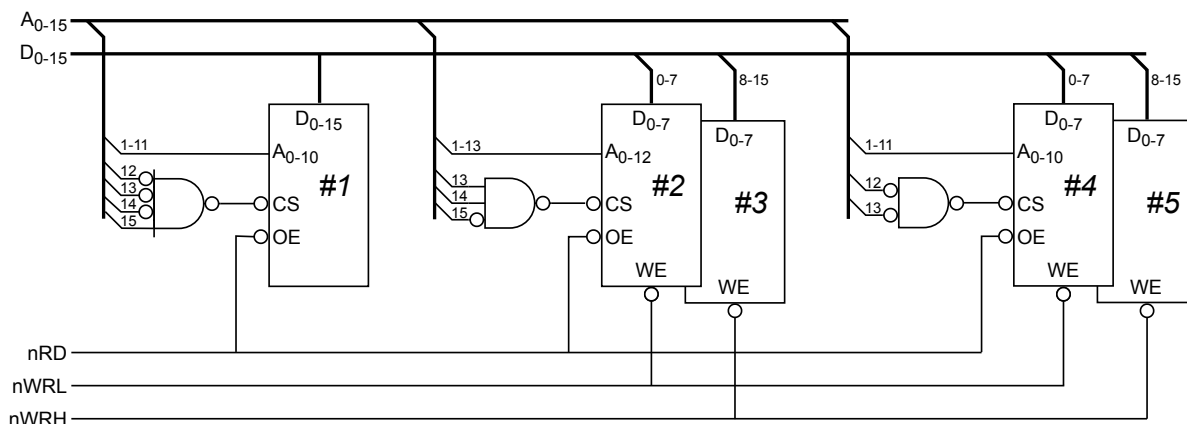 A0-15
D0-15
0-7
8-15
0-7
8-15
D0-15
D0-7
D0-7
D0-7
D0-7
1-11
A0-10
1-13
A0-12
1-11
A0-10
#1
#2
#3
#4
#5
12
13
14
15
CS
OE
13
14
15
CS
OE
12
13
CS
OE
WE
WE
WE
WE
nRD
nWRL
nWRH